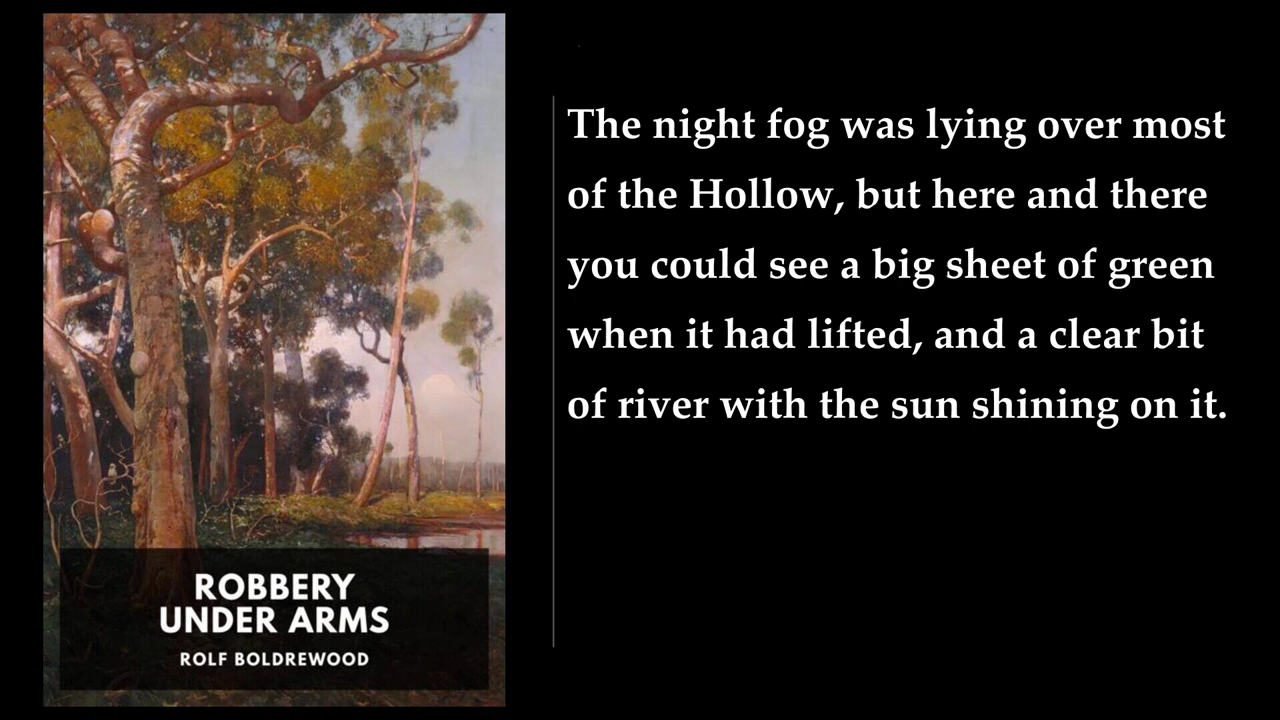 ROBBERY
UNDER ARMS
ROLF BOLDREWOOD
The night fog was lying over most
of the Hollow, but here and there
you could see a big sheet of green
when it had lifted, and a clear bit
of river with the sun shining on it.